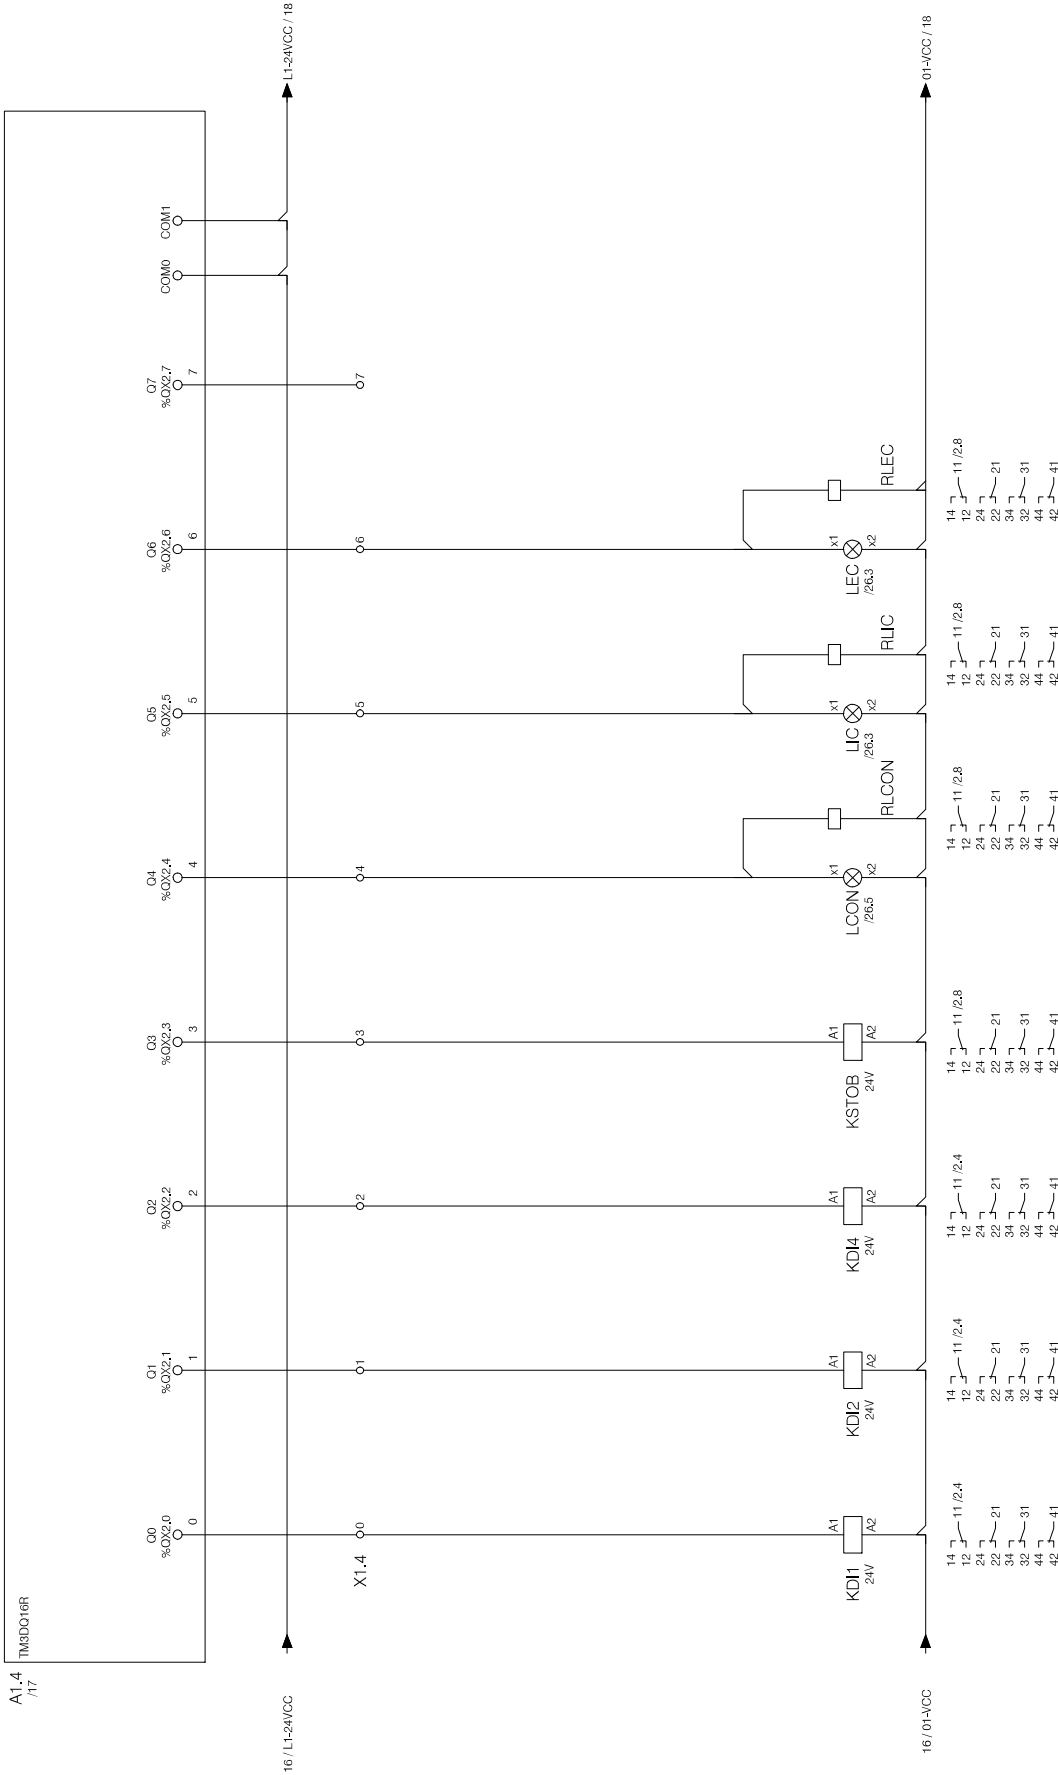 A1.4
/17
TM3DQ16R
Q0
%QX2.0
0
Q1
%QX2.1
1
Q2
%QX2.2
2
Q3
%QX2.3
3
Q4
%QX2.4
4
Q5
%QX2.5
5
Q6
%QX2.6
6
Q7
%QX2.7
7
COM0
COM1
16 / L1-24VCC
L1-24VCC / 18
X1.4
0
1
2
3
4
5
6
7
KDI1
24V
A1
A2
KDI2
24V
A1
A2
KDI4
24V
A1
A2
KSTOB
24V
A1
A2
LCON
/26.5
x1
x2
RLCON
LIC
/26.3
x1
x2
RLIC
LEC
/26.3
x1
x2
RLEC
16 / 01-VCC
01-VCC / 18
14
12
11 /2.4
24
22
21
34
32
31
44
42
41
14
12
11 /2.4
24
22
21
34
32
31
44
42
41
14
12
11 /2.4
24
22
21
34
32
31
44
42
41
14
12
11 /2.8
24
22
21
34
32
31
44
42
41
14
12
11 /2.8
24
22
21
34
32
31
44
42
41
14
12
11 /2.8
24
22
21
34
32
31
44
42
41
14
12
11 /2.8
24
22
21
34
32
31
44
42
41